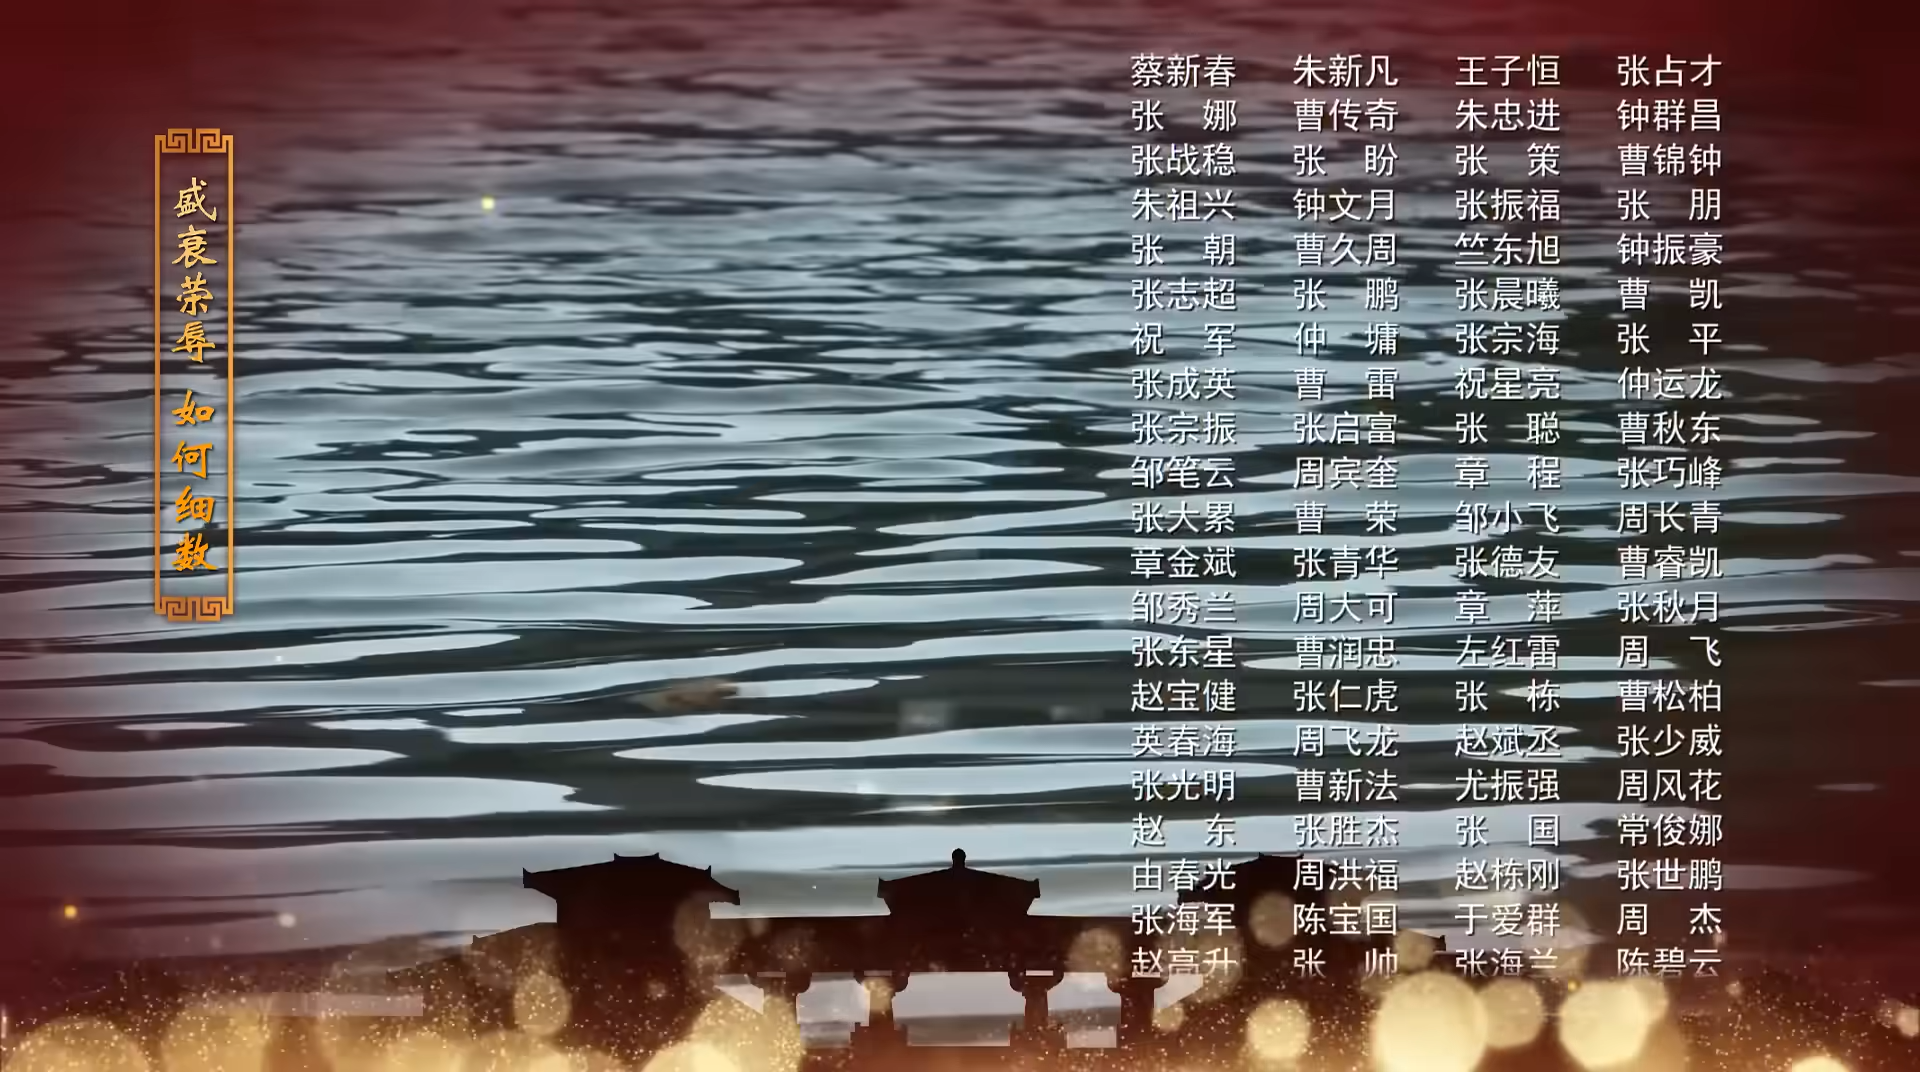 盛衰荣辱 如何细数
蔡新春 朱新凡 王子恒 张占才
张 娜 曹传奇 朱忠进 钟群昌
张战稳 张 盼 张 策 曹锦钟
朱祖兴 钟文月 张振福 张 朋
张 朝 曹久周 竺东旭 钟振豪
张志超 张 鹏 张晨曦 曹 凯
祝 军 仲 墉 张宗海 张 平
张成英 曹 雷 祝星亮 仲运龙
张宗振 张启富 张 聪 曹秋东
邹笔云 周宾奎 章 程 张巧峰
张大累 曹 荣 邹小飞 周长青
章金斌 张青华 张德友 曹睿凯
邹秀兰 周大可 章 萍 张秋月
张东星 曹润忠 左红雷 周 飞
赵宝健 张仁虎 张 栋 曹松柏
英春海 周飞龙 赵斌丞 张少威
张光明 曹新法 尤振强 周风花
赵 东 张胜杰 张 国 常俊娜
由春光 周洪福 赵栋刚 张世鹏
张海军 陈宝国 于爱群 周 杰
赵高升 张 帅 张海兰 陈碧云